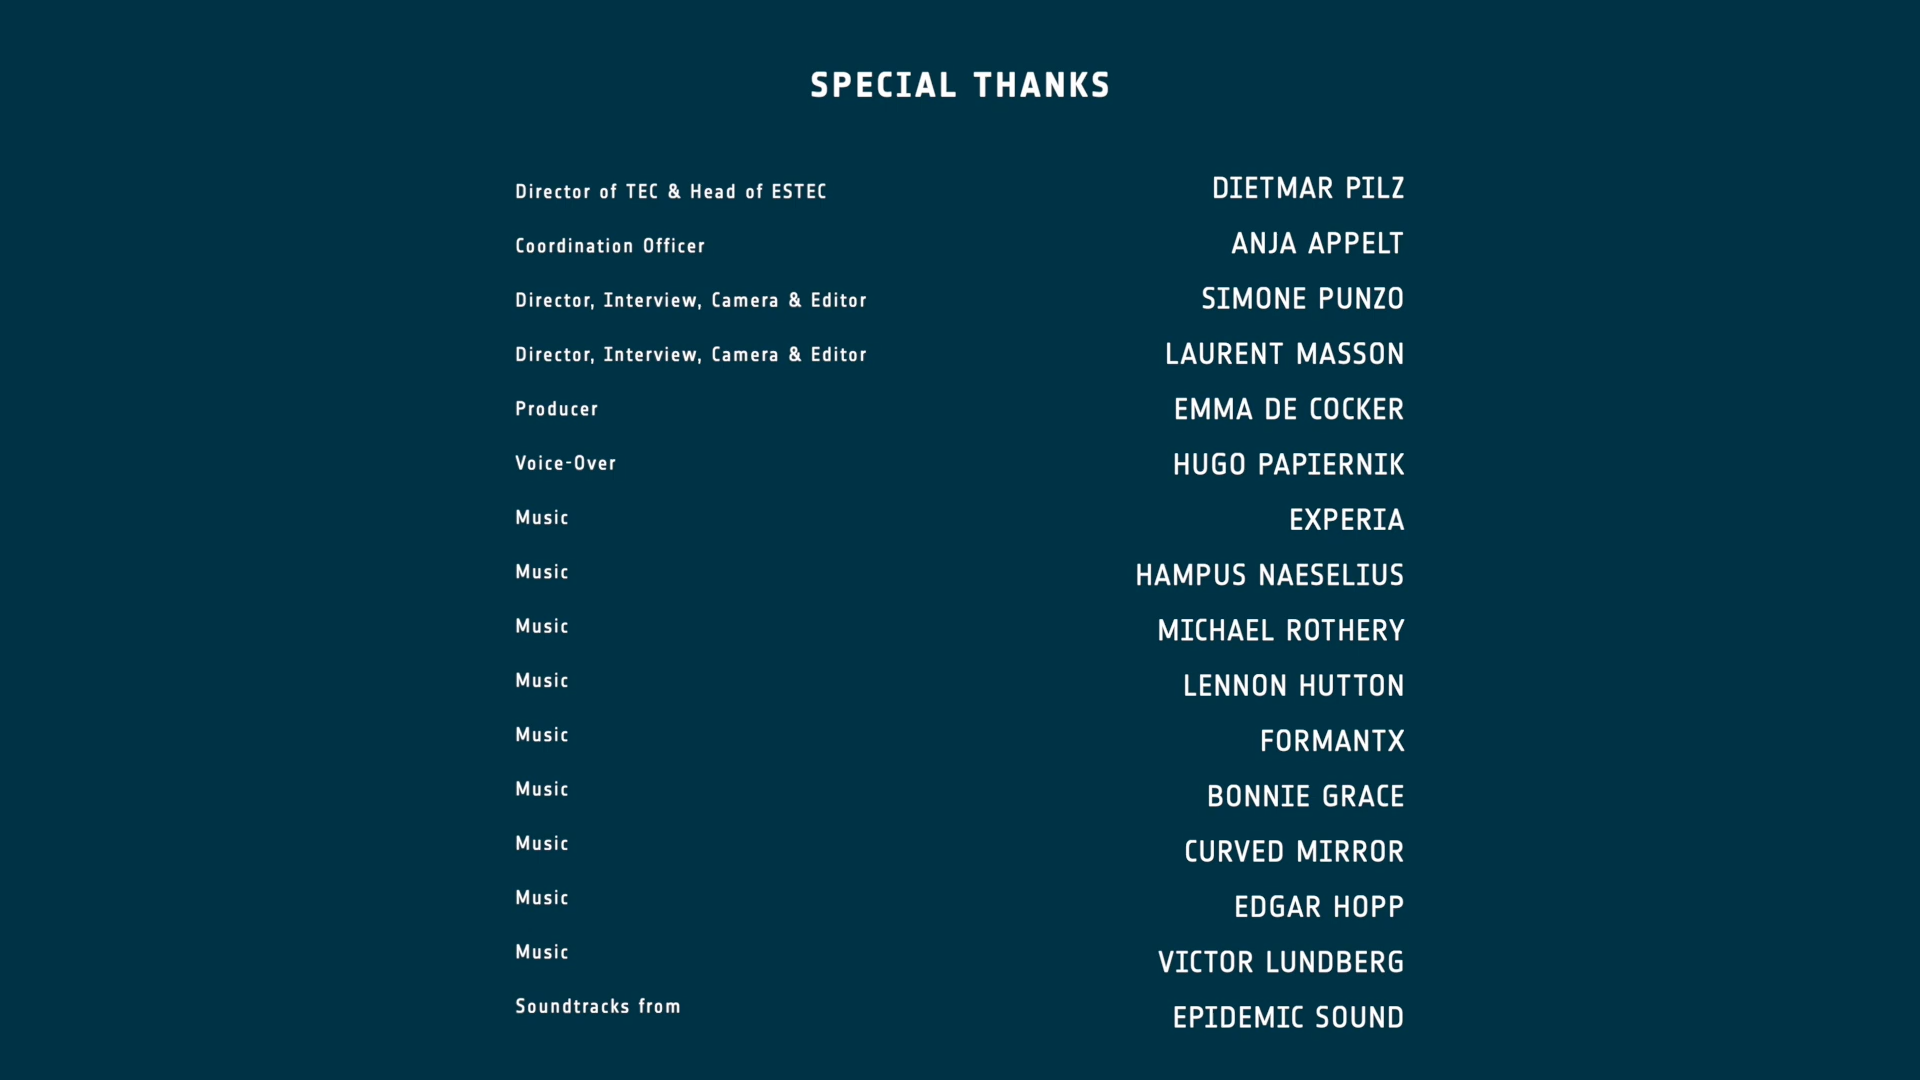 SPECIAL THANKS
Director of TEC & Head of ESTEC DIETMAR PILZ
Coordination Officer ANJA APPELT
Director, Interview, Camera & Editor SIMONE PUNZO
Director, Interview, Camera & Editor LAURENT MASSON
Producer EMMA DE COCKER
Voice-Over HUGO PAPIERNIK
Music EXPERIA
Music HAMPUS NAESELIUS
Music MICHAEL ROTHERY
Music LENNON HUTTON
Music FORMANTX
Music BONNIE GRACE
Music CURVED MIRROR
Music EDGAR HOPP
Music VICTOR LUNDBERG
Soundtracks from EPIDEMIC SOUND